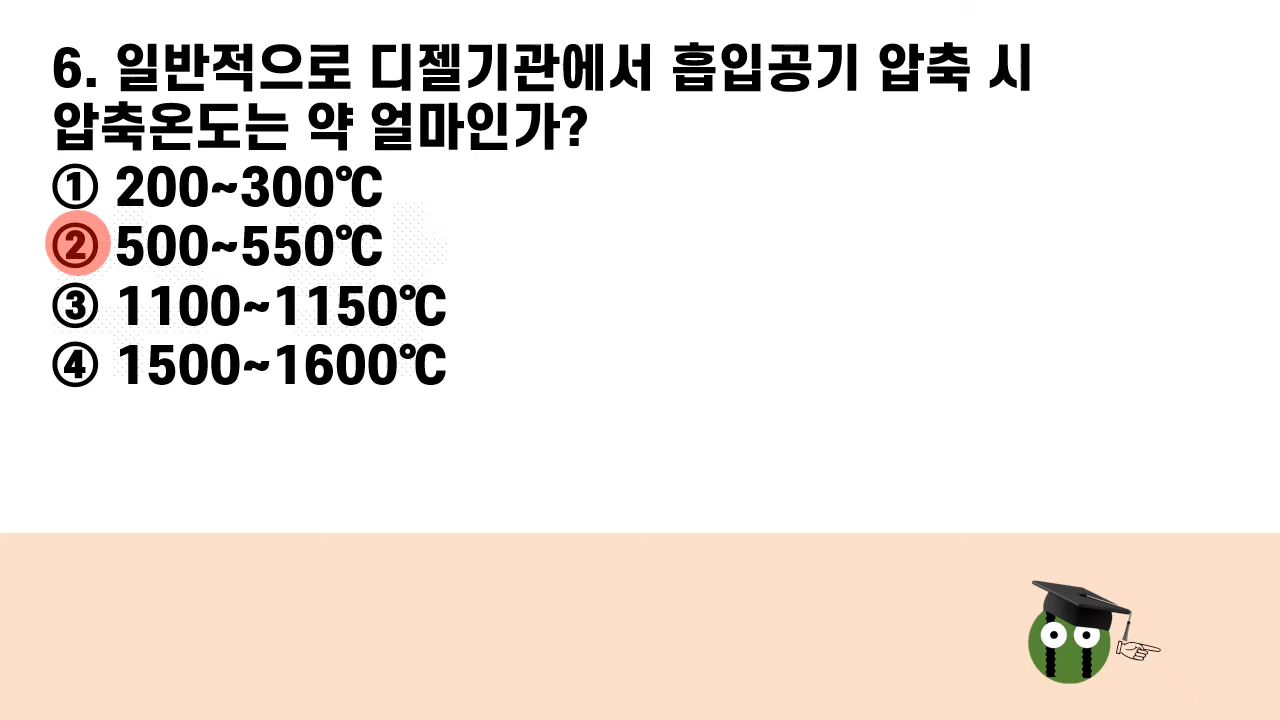 6. 일반적으로 디젤기관에서 흡입공기 압축 시
압축온도는 약 얼마인가?
① 200~300℃
② 500~550℃
③ 1100~1150℃
④ 1500~1600℃